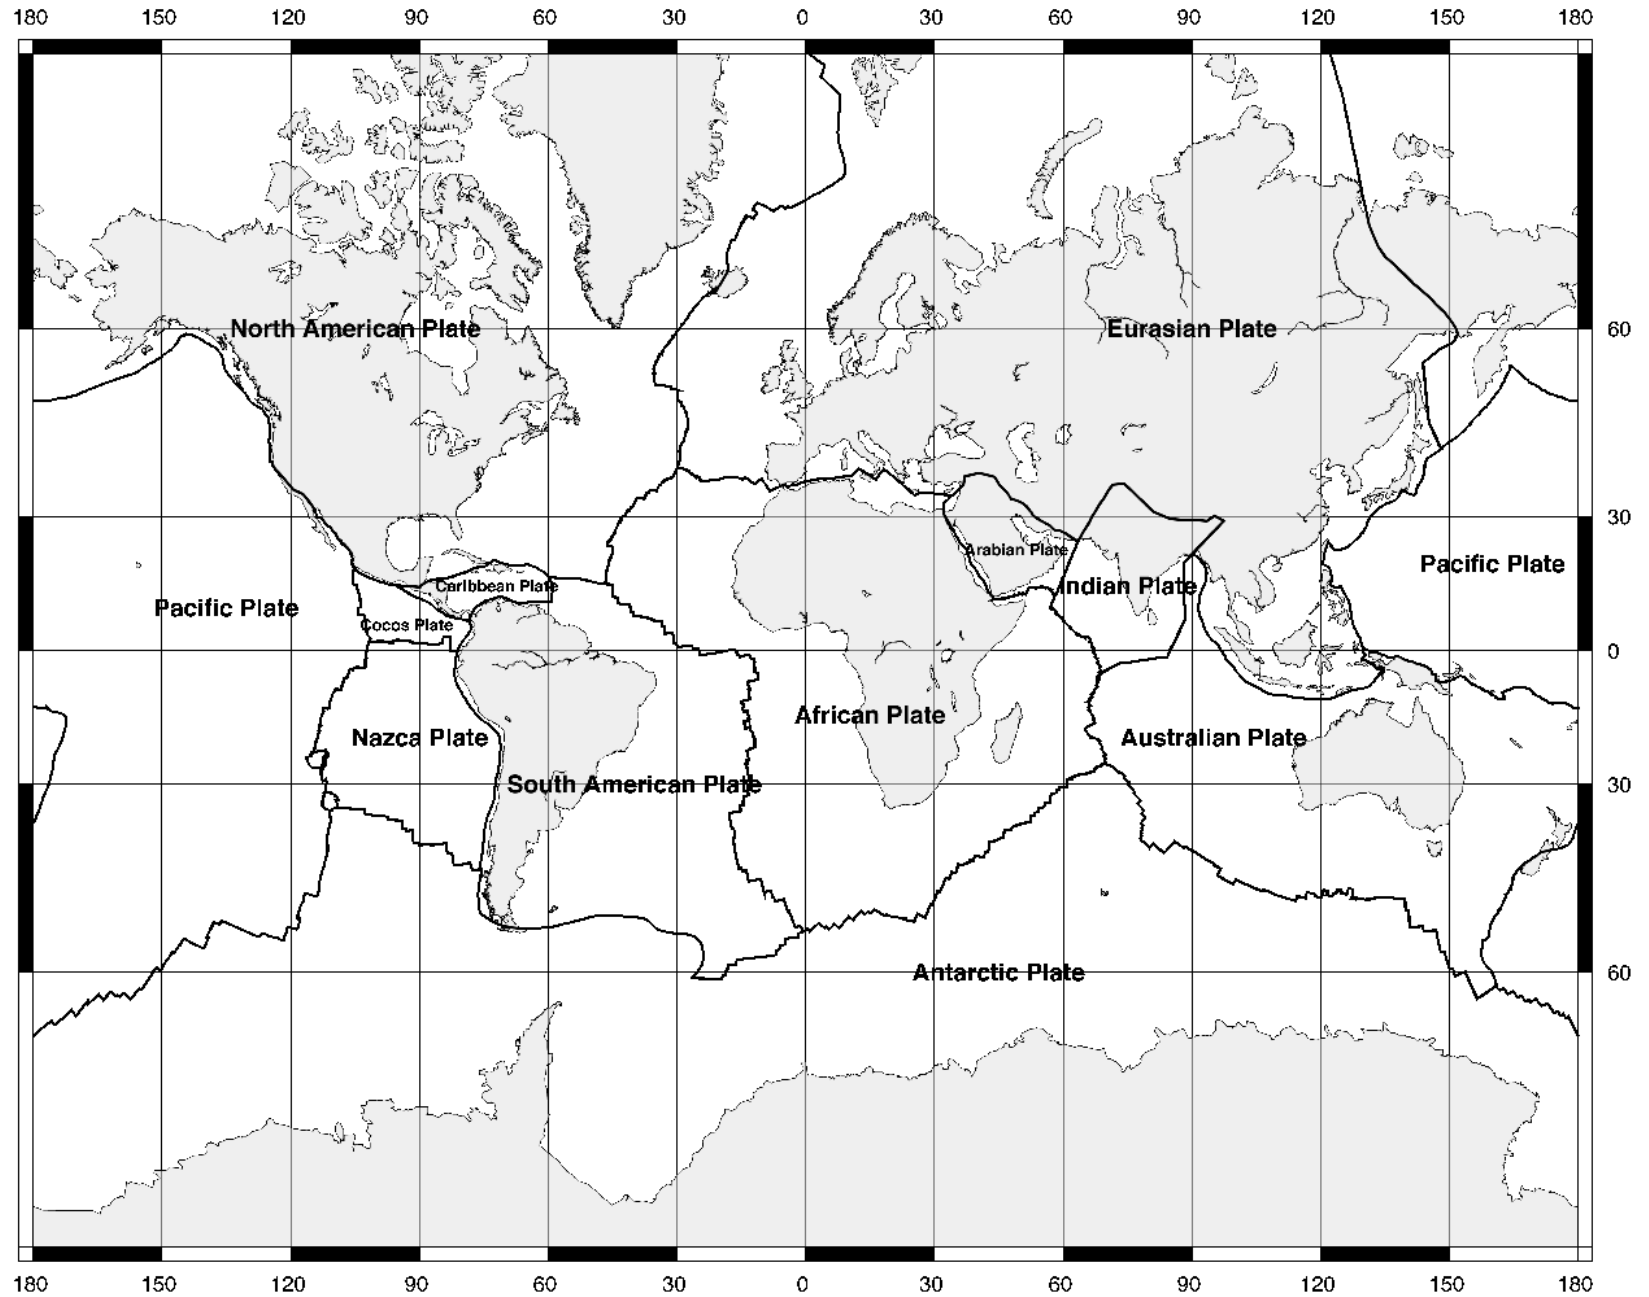 180 150 120 90 60 30 0 30 60 90 120 150 180
North American Plate
Eurasian Plate
60
30
Arabian Plate
Pacific Plate
Caribbean Plate
Indian Plate
Pacific Plate
Cocos Plate
0
African Plate
Nazca Plate
Australian Plate
South American Plate
30
Antarctic Plate
60
180 150 120 90 60 30 0 30 60 90 120 150 180